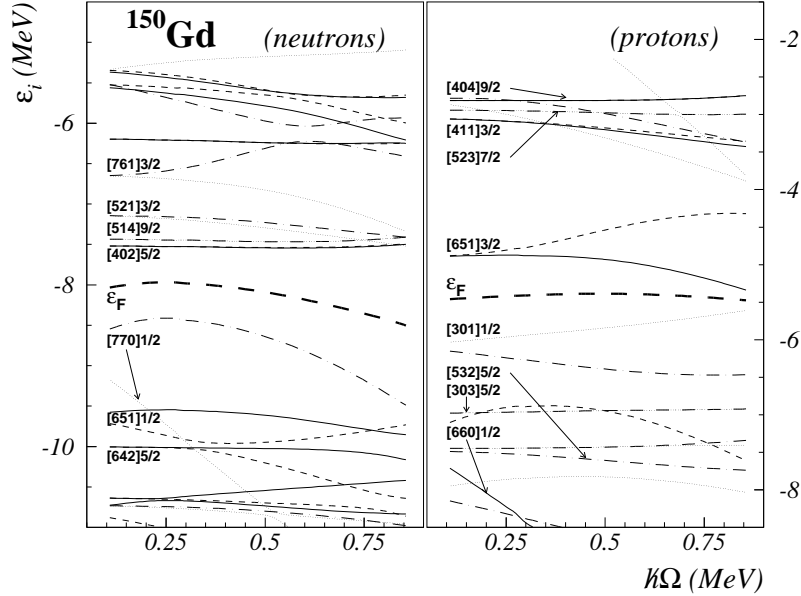 ¹⁵⁰Gd (neutrons)
(protons)
εᵢ (MeV)
-6
-8
-10
[761]3/2
[521]3/2
[514]9/2
[402]5/2
ε_F
[770]1/2
[651]1/2
[642]5/2
[404]9/2
[411]3/2
[523]7/2
[651]3/2
ε_F
[301]1/2
[532]5/2
[303]5/2
[660]1/2
-2
-4
-6
-8
0.25 0.5 0.75
0.25 0.5 0.75
ℏΩ (MeV)